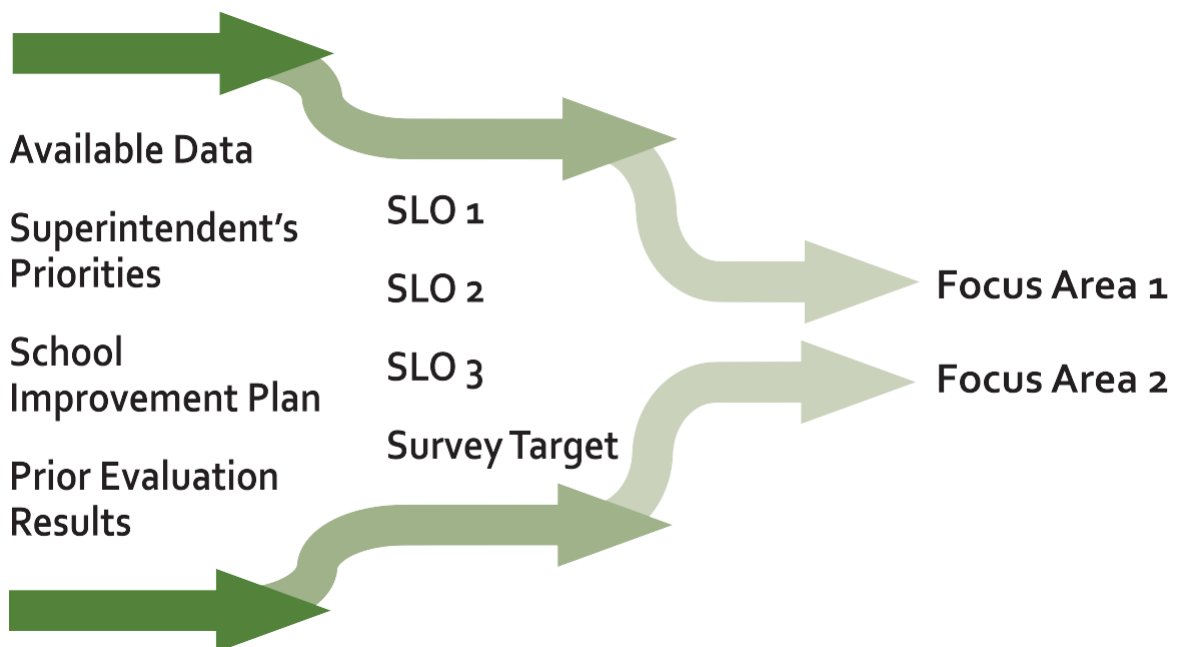 Available Data
Superintendent's
Priorities
School
Improvement Plan
Prior Evaluation
Results
SLO 1
SLO 2
SLO 3
Survey Target
Focus Area 1
Focus Area 2